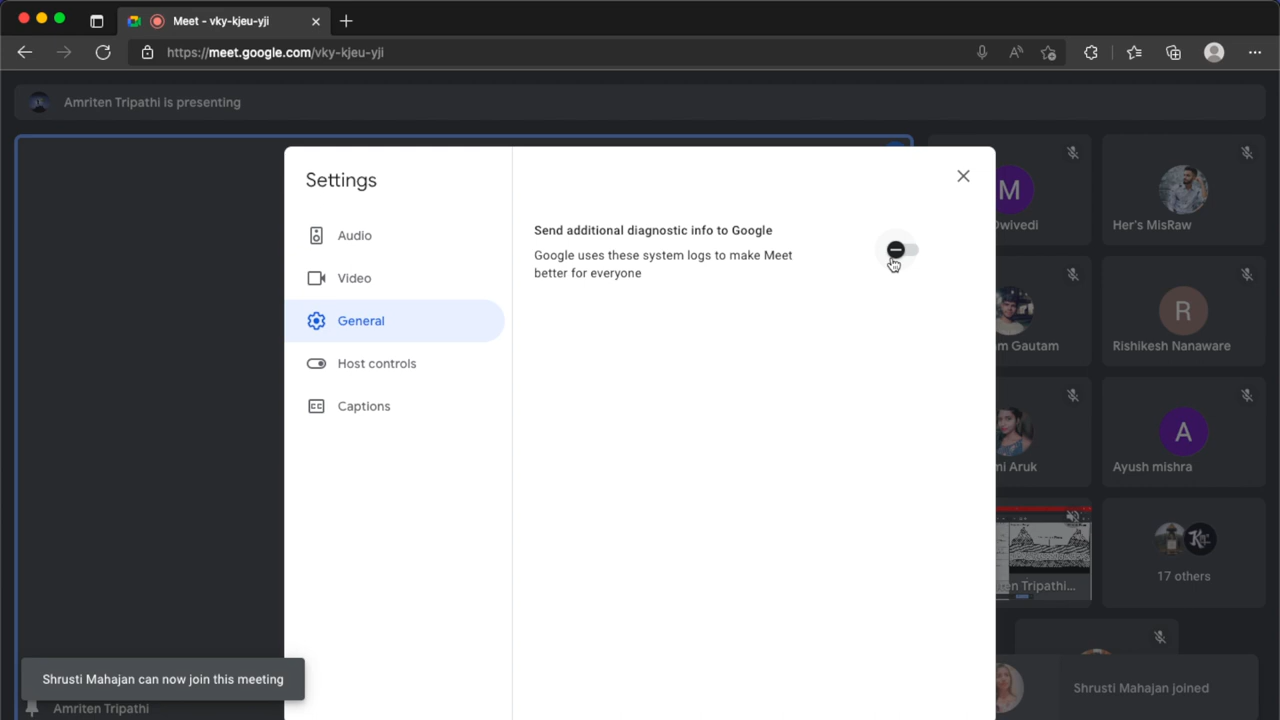 Meet - vky-kjeu-yji
https://meet.google.com/vky-kjeu-yji
Amriten Tripathi is presenting
Settings
Audio
Video
General
Host controls
Captions
Send additional diagnostic info to Google
Google uses these system logs to make Meet
better for everyone
M
Dwivedi
Her's MisRaw
Gautam
R
Rishikesh Nanaware
Aruk
A
Ayush mishra
Tripathi...
17 others
Shrusti Mahajan can now join this meeting
Shrusti Mahajan joined
Amriten Tripathi